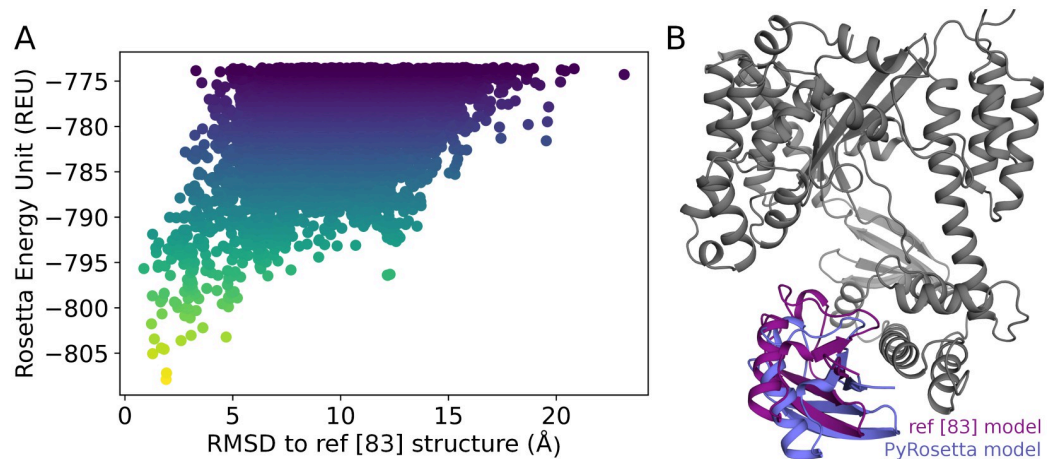 A
Rosetta Energy Unit (REU)
−775
−780
−785
−790
−795
−800
−805
0 5 10 15 20
RMSD to ref [83] structure (Å)
B
ref [83] model
PyRosetta model